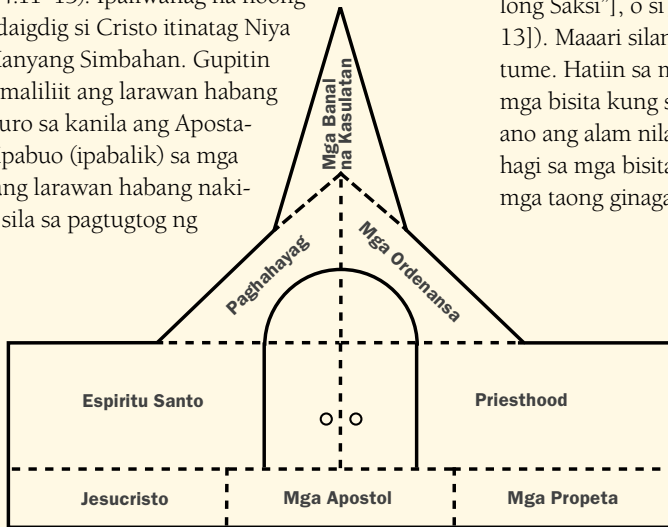 4:11–13). Ipaliwanag na noong
daigdig si Cristo itinatag Niya
Kanyang Simbahan. Gupitin
maliliit ang larawan habang
uro sa kanila ang Aposta-
Ipabuo (ipabalik) sa mga
ang larawan habang naki-
sila sa pagtugtog ng
long Saksi”], o si
13]). Maaari silan
tume. Hatiin sa m
mga bisita kung s
ano ang alam nila
hagi sa mga bisita
mga taong ginaga
Mga Banal
na Kasulatan
Paghahayag
Mga Ordenansa
Espiritu Santo
Priesthood
Jesucristo
Mga Apostol
Mga Propeta